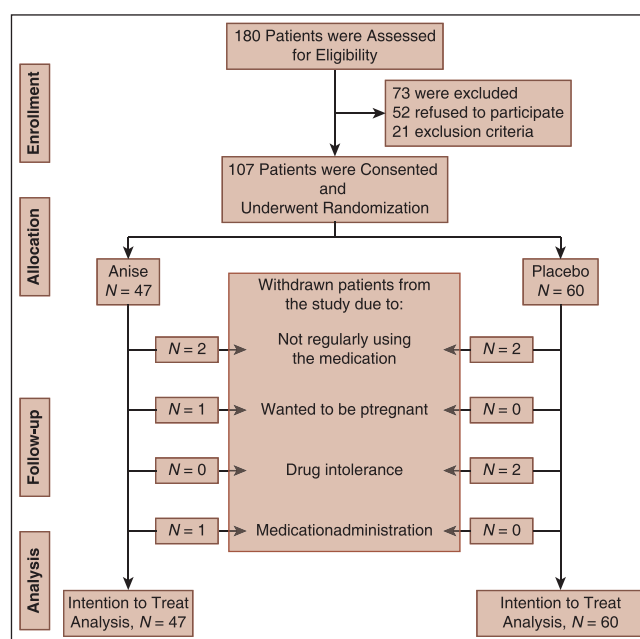 180 Patients were Assessed
for Eligibility
Enrollment
73 were excluded
52 refused to participate
21 exclusion criteria
107 Patients were Consented
and
Underwent Randomization
Allocation
Anise
N = 47
Placebo
N = 60
Withdrawn patients from
the study due to:
N = 2
Not regularly using
the medication
N = 2
Follow-up
N = 1
Wanted to be ptregnant
N = 0
N = 0
Drug intolerance
N = 2
N = 1
Medicationadministration
N = 0
Analysis
Intention to Treat
Analysis, N = 47
Intention to Treat
Analysis, N = 60